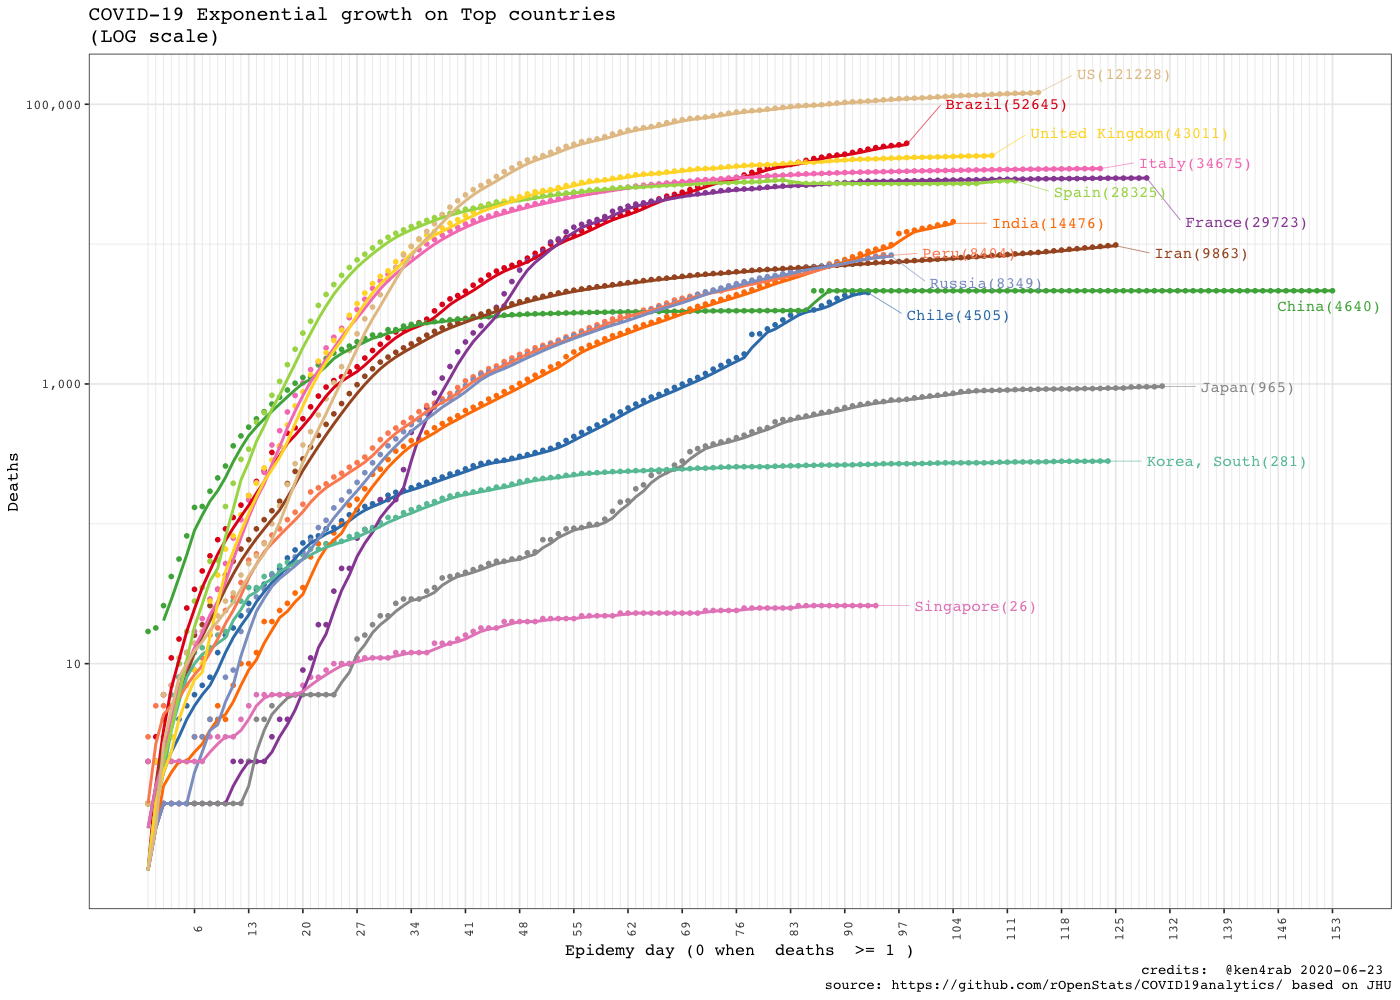 COVID-19 Exponential growth on Top countries
(LOG scale)
US(121228)
100,000
Brazil(52645)
United Kingdom(43011)
Italy(34675)
Spain(28325)
France(29723)
India(14476)
Peru(8404)
Iran(9863)
Russia(8349)
China(4640)
Chile(4505)
1,000
Japan(965)
Korea, South(281)
Singapore(26)
10
Deaths
6 13 20 27 34 41 48 55 62 69 76 83 90 97 104 111 118 125 132 139 146 153
Epidemy day (0 when deaths >= 1 )
credits: @ken4rab 2020-06-23
source: https://github.com/rOpenStats/COVID19analytics/ based on JHU